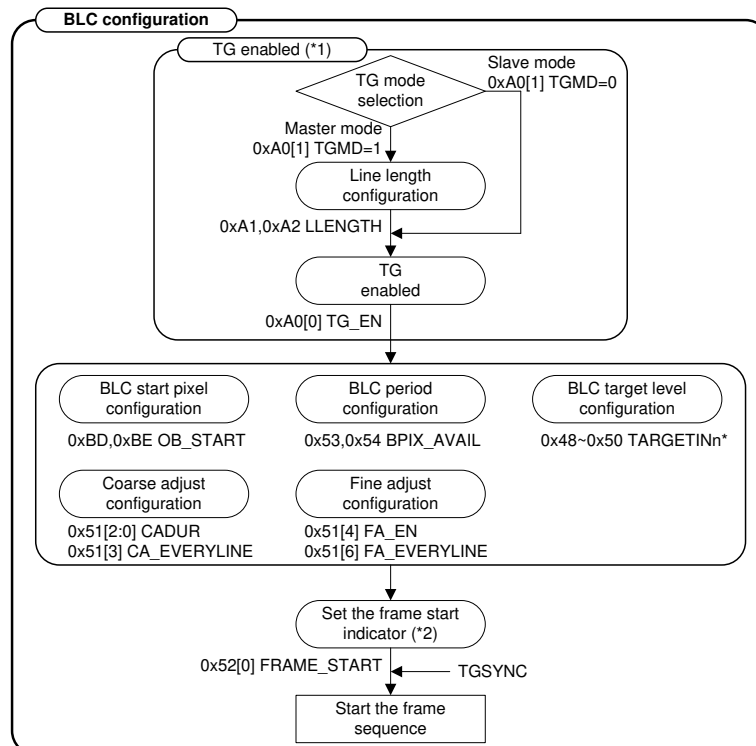 BLC configuration
TG enabled (*1)
TG mode
selection
Slave mode
0xA0[1] TGMD=0
Master mode
0xA0[1] TGMD=1
Line length
configuration
0xA1,0xA2 LLENGTH
TG
enabled
0xA0[0] TG_EN
BLC start pixel
configuration
0xBD,0xBE OB_START
BLC period
configuration
0x53,0x54 BPIX_AVAIL
BLC target level
configuration
0x48~0x50 TARGETINn*
Coarse adjust
configuration
0x51[2:0] CADUR
0x51[3] CA_EVERYLINE
Fine adjust
configuration
0x51[4] FA_EN
0x51[6] FA_EVERYLINE
Set the frame start
indicator (*2)
0x52[0] FRAME_START
TGSYNC
Start the frame
sequence